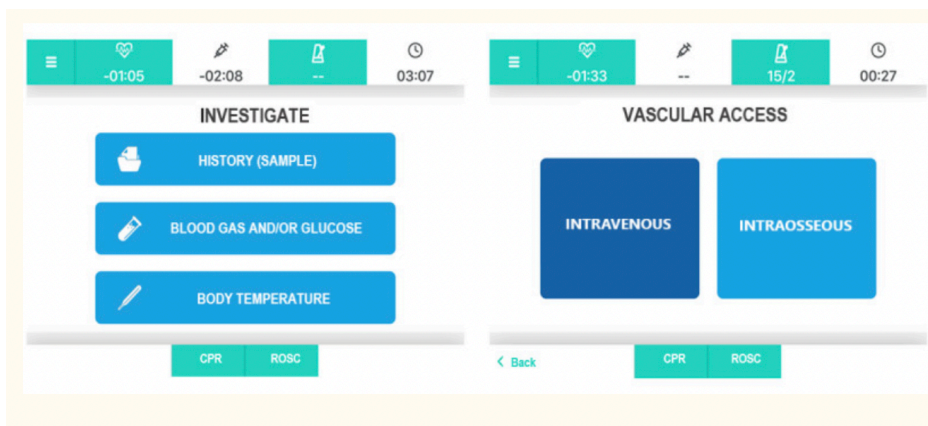 -01:05
-02:08
--
03:07
INVESTIGATE
HISTORY (SAMPLE)
BLOOD GAS AND/OR GLUCOSE
BODY TEMPERATURE
CPR
ROSC
-01:33
--
15/2
00:27
VASCULAR ACCESS
INTRAVENOUS
INTRAOSSEOUS
< Back
CPR
ROSC